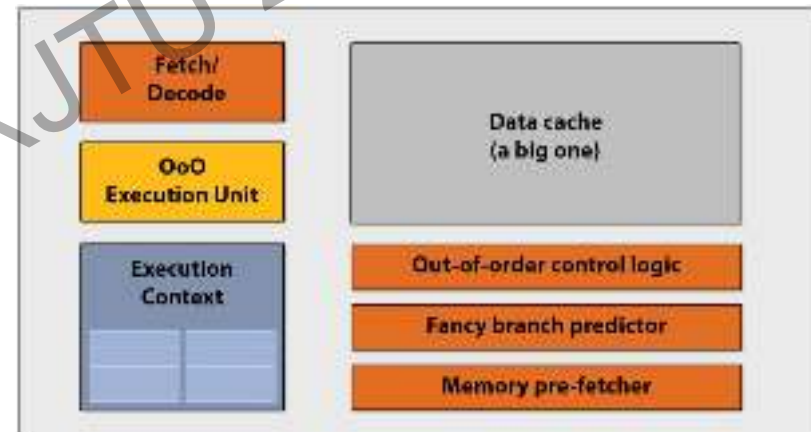 Fetch/
Decode
OoO
Execution Unit
Execution
Context
Data cache
(a big one)
Out-of-order control logic
Fancy branch predictor
Memory pre-fetcher